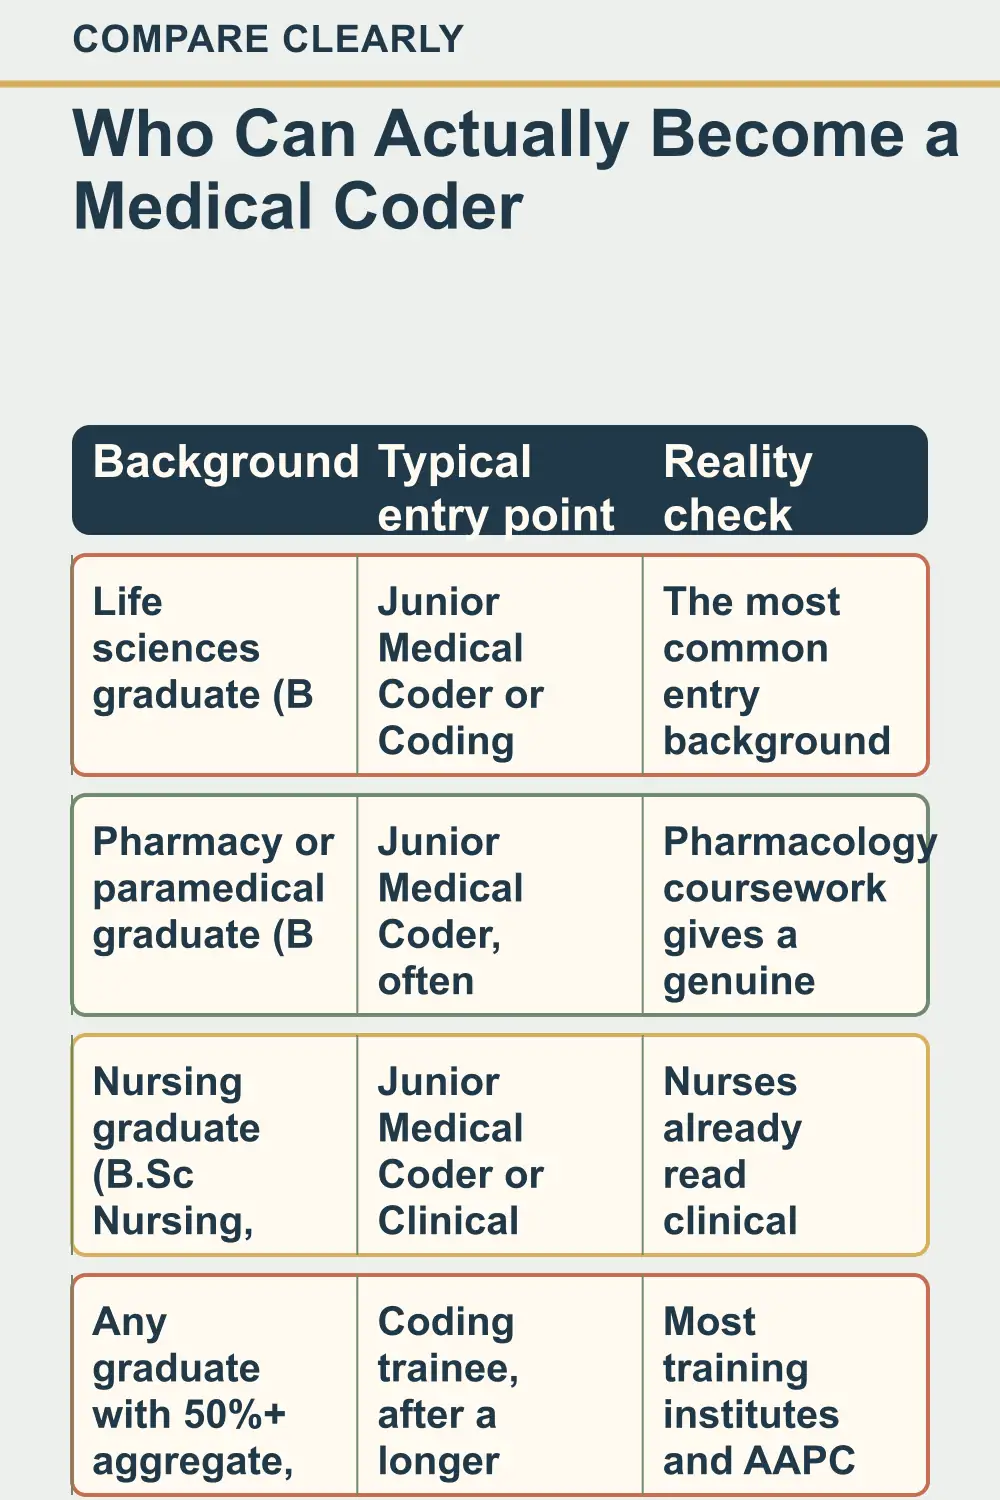 COMPARE CLEARLY
Who Can Actually Become a
Medical Coder
Background
Typical
entry point
Reality
check
Life
sciences
graduate (B
Junior
Medical
Coder or
Coding
The most
common
entry
background
Pharmacy or
paramedical
graduate (B
Junior
Medical
Coder,
often
Pharmacology
coursework
gives a
genuine
Nursing
graduate
(B.Sc
Nursing,
Junior
Medical
Coder or
Clinical
Nurses
already
read
clinical
Any
graduate
with 50%+
aggregate,
Coding
trainee,
after a
longer
Most
training
institutes
and AAPC